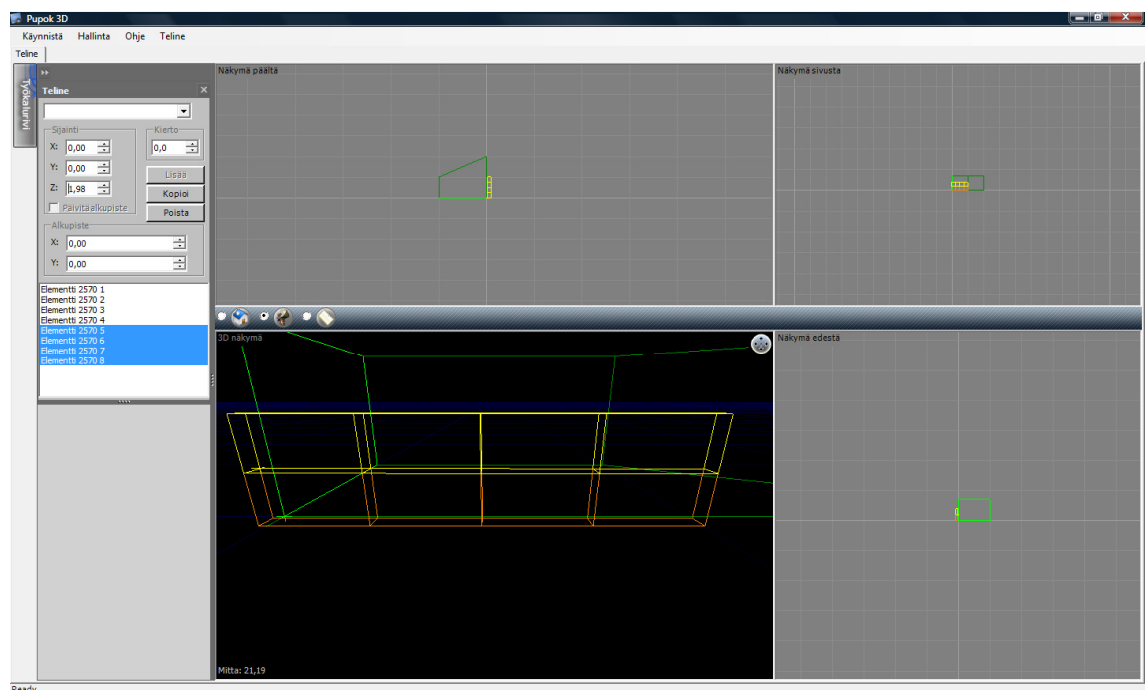 Pupok 3D
Käynnistä Hallinta Ohje Teline
Teline
Työkalurivi
Teline
Sijainti
X: 0,00
Y: 0,00
Z: 1,98
Päivitäalkupiste
Kierto
0,0
Lisää
Kopioi
Poista
Alkupiste
X: 0,00
Y: 0,00
Elementti 2570 1
Elementti 2570 2
Elementti 2570 3
Elementti 2570 4
Elementti 2570 5
Elementti 2570 6
Elementti 2570 7
Elementti 2570 8
Näkymä päältä
Näkymä sivusta
3D näkymä
Mitta: 21,19
Näkymä edestä
Ready